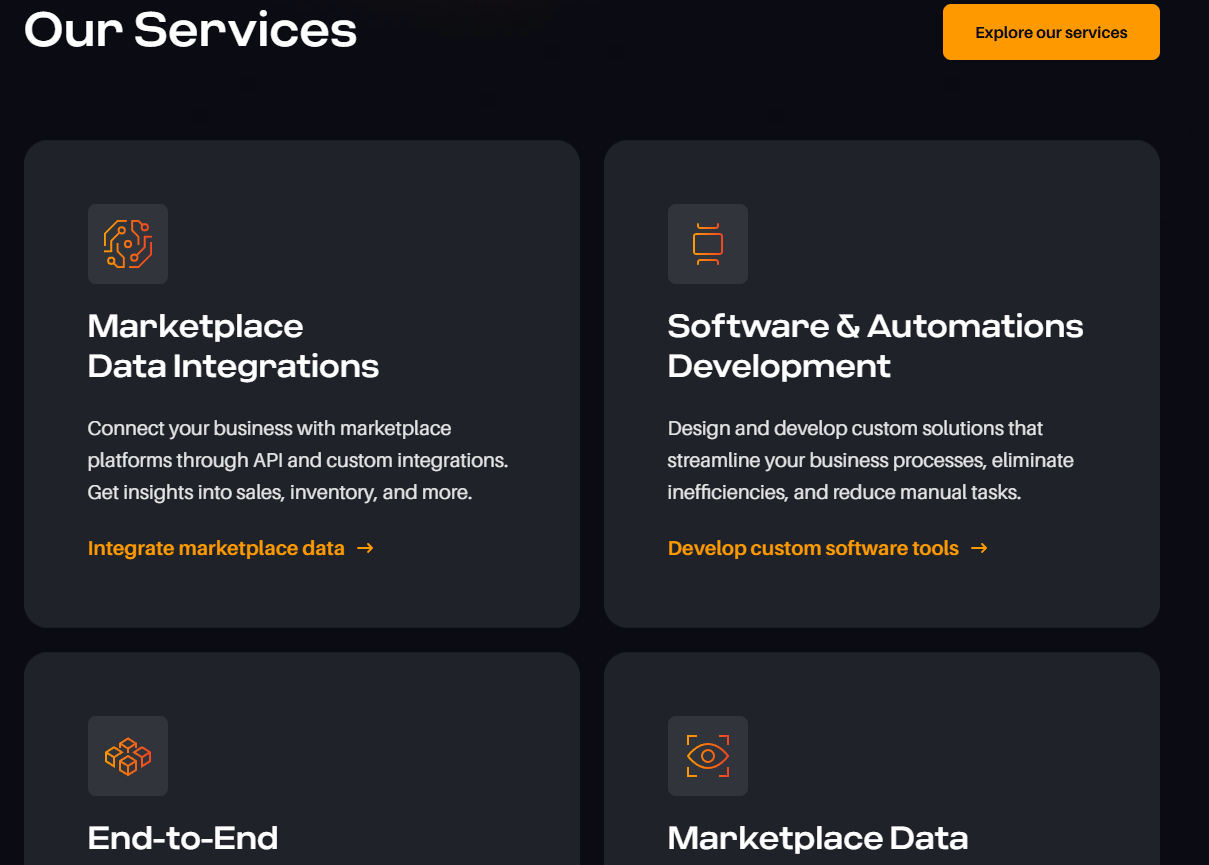 Our Services
Explore our services
Marketplace
Data Integrations
Connect your business with marketplace
platforms through API and custom integrations.
Get insights into sales, inventory, and more.
Integrate marketplace data →
Software & Automations
Development
Design and develop custom solutions that
streamline your business processes, eliminate
inefficiencies, and reduce manual tasks.
Develop custom software tools →
End-to-End
Marketplace Data